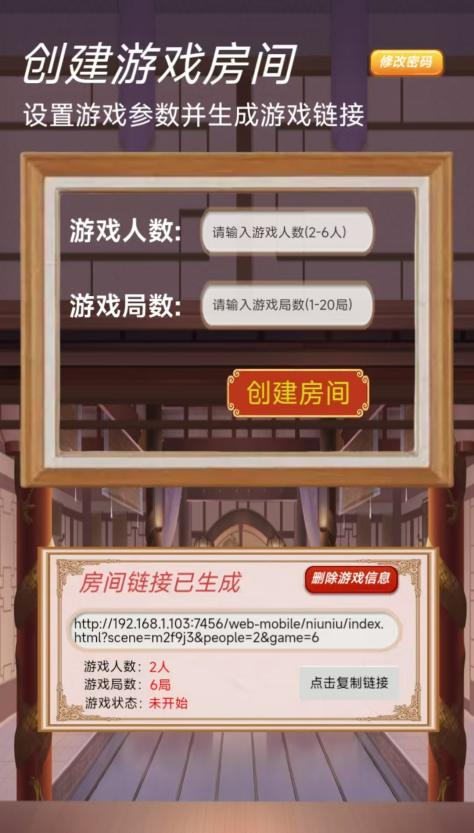 创建游戏房间
修改密码
设置游戏参数并生成游戏链接
游戏人数:
请输入游戏人数(2-6人)
游戏局数:
请输入游戏局数(1-20局)
创建房间
房间链接已生成
删除游戏信息
http://192.168.1.103:7456/web-mobile/niuniu/index.
html?scene=m2f9j3&people=2&game=6
游戏人数: 2人
游戏局数: 6局
游戏状态: 未开始
点击复制链接